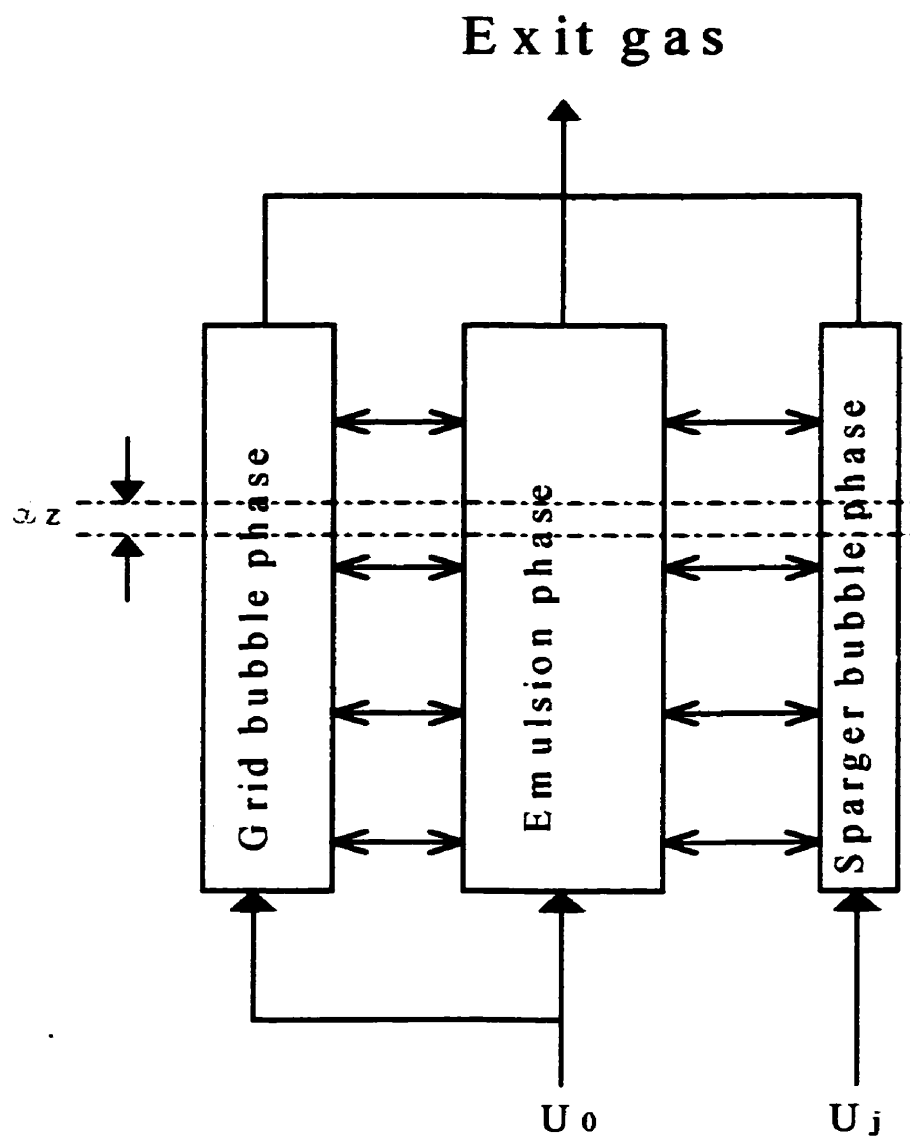 Exit gas
Grid bubble phase
Emulsion phase
Sparger bubble phase
z
U0
Uj